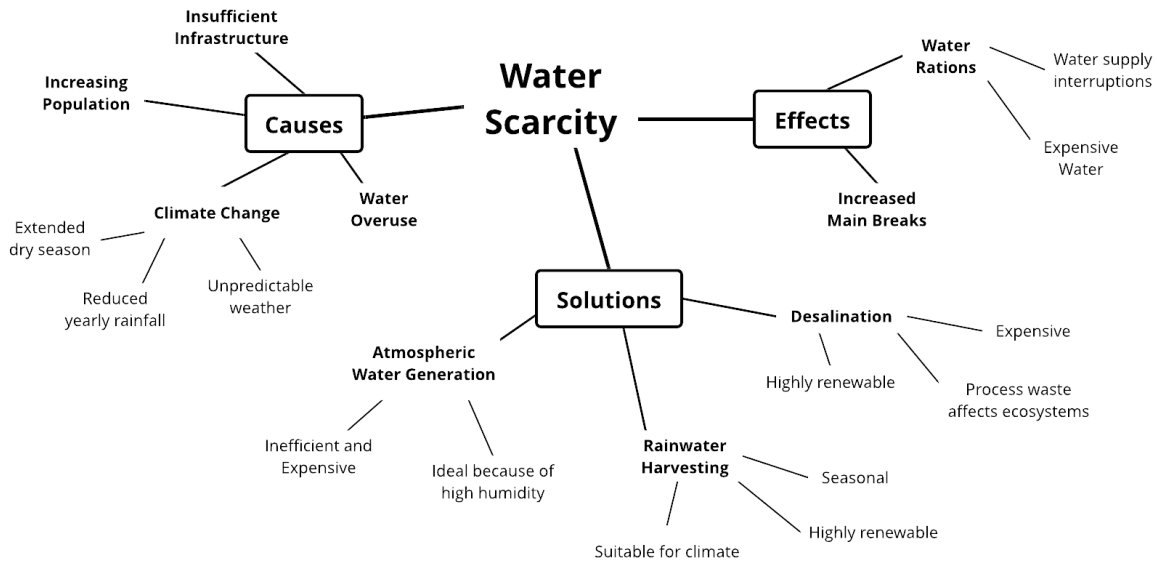 Water
Scarcity
Causes
Insufficient
Infrastructure
Increasing
Population
Climate Change
Extended
dry season
Reduced
yearly rainfall
Unpredictable
weather
Water
Overuse
Effects
Water
Rations
Water supply
interruptions
Expensive
Water
Increased
Main Breaks
Solutions
Atmospheric
Water Generation
Inefficient and
Expensive
Ideal because of
high humidity
Rainwater
Harvesting
Suitable for climate
Seasonal
Highly renewable
Desalination
Highly renewable
Expensive
Process waste
affects ecosystems